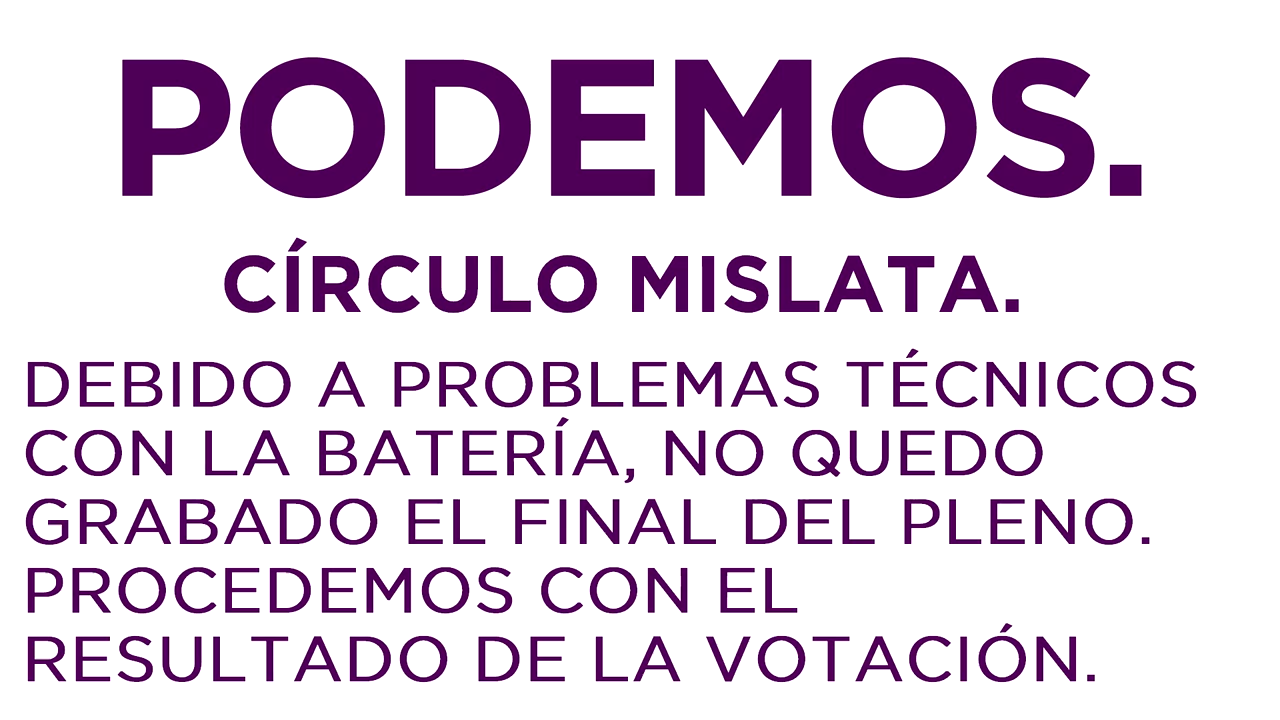 PODEMOS.
CÍRCULO MISLATA.
DEBIDO A PROBLEMAS TÉCNICOS
CON LA BATERÍA, NO QUEDO
GRABADO EL FINAL DEL PLENO.
PROCEDEMOS CON EL
RESULTADO DE LA VOTACIÓN.